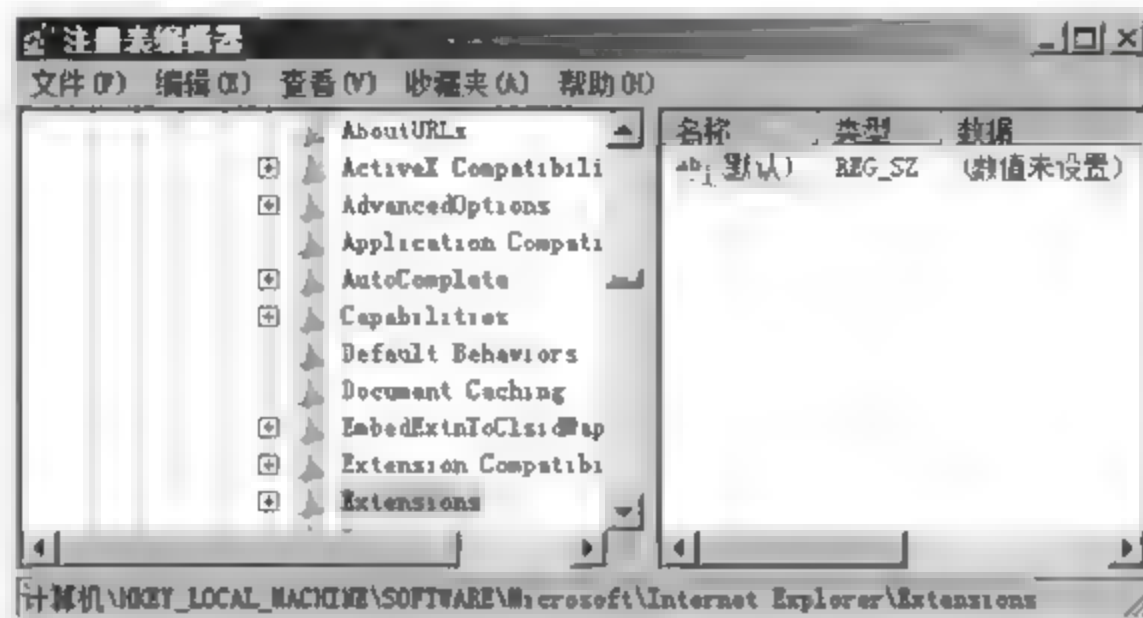 注册表编辑器
文件(F) 编辑(E) 查看(V) 收藏夹(A) 帮助(H)
AboutURLs
ActiveX Compatibili
AdvancedOptions
Application Compati
AutoComplete
Capabilities
Default Behaviors
Document Caching
EmbedExtnToClsidMap
Extension Compatibi
Extensions
名称 类型 数据
ab (默认) REG_SZ (数值未设置)
计算机\HKEY_LOCAL_MACHINE\SOFTWARE\Microsoft\Internet Explorer\Extensions